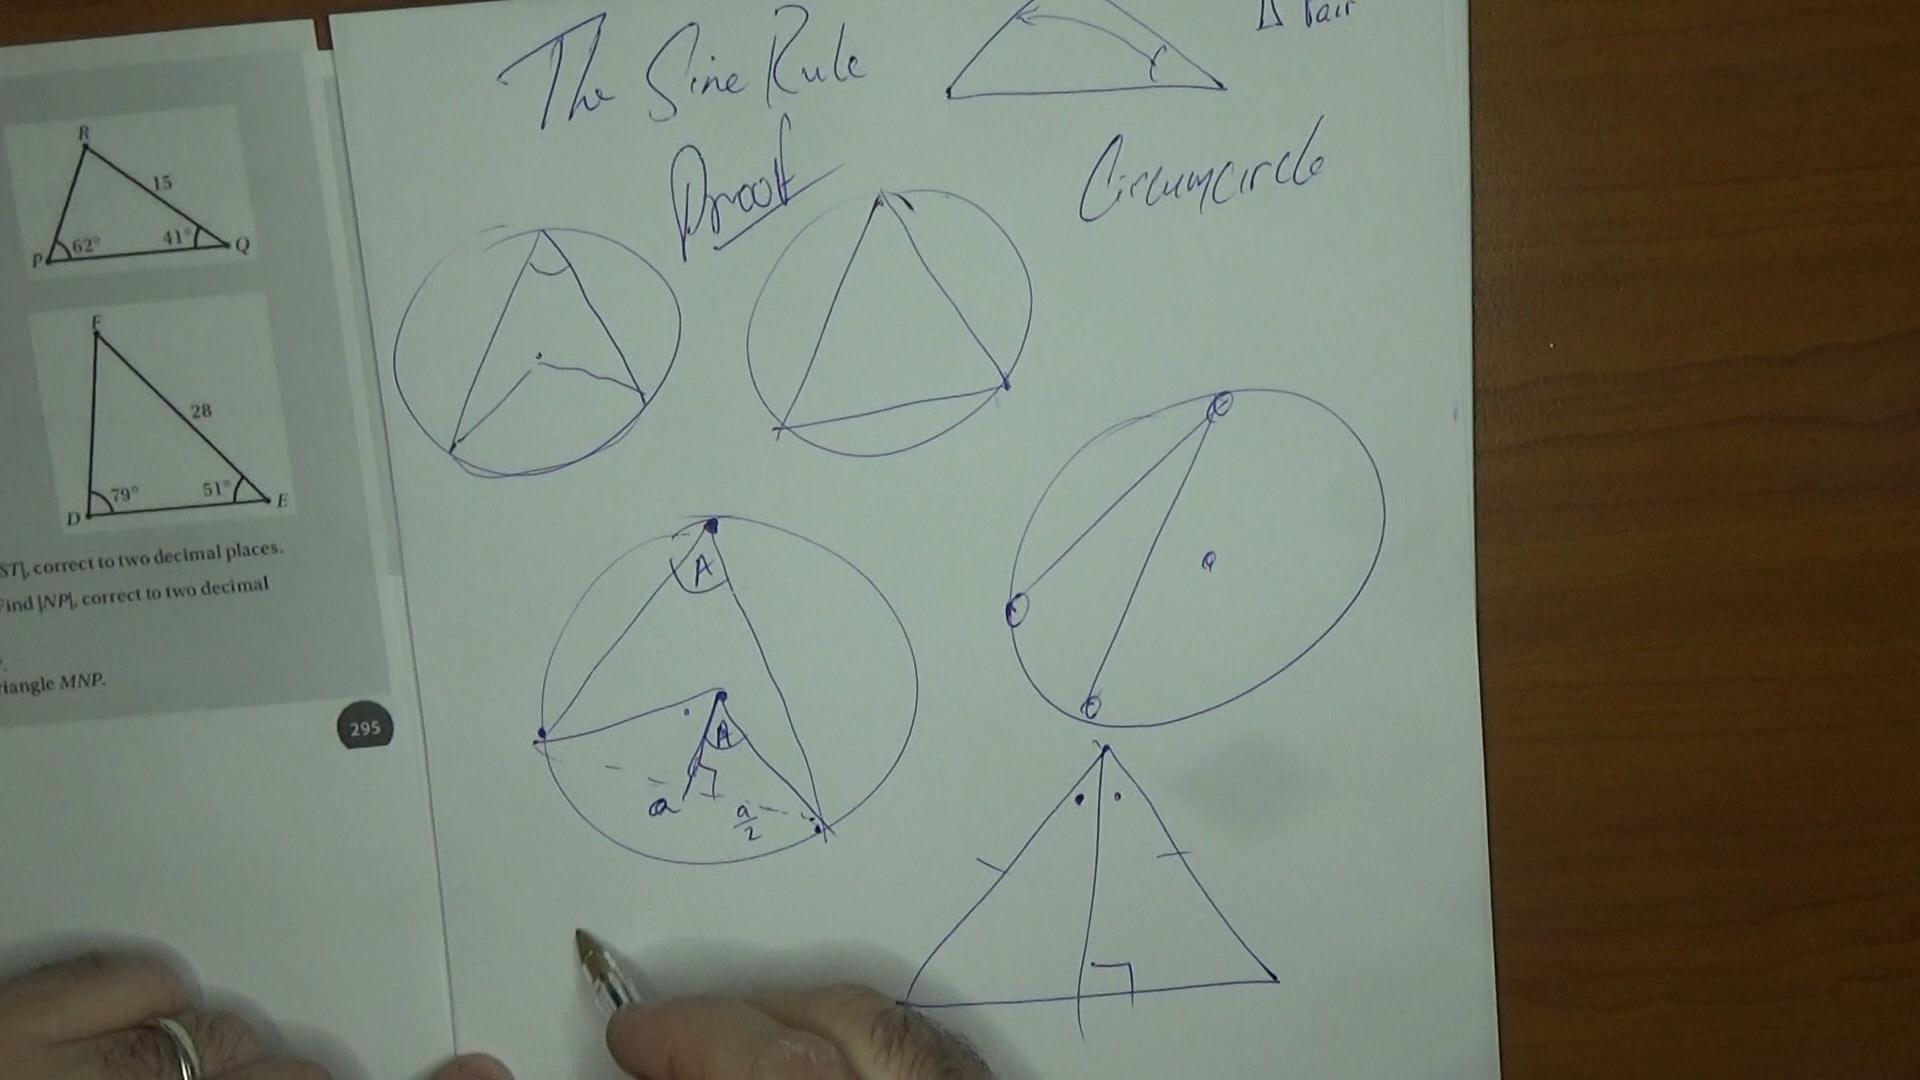 The Sine Rule
Proof
Circumcircle
Δ Pair
R
15
P 62° 41° Q
F
28
79° 51°
D E
ST|, correct to two decimal places.
Find |NP|, correct to two decimal
riangle MNP.
295
A
A
a
a/2